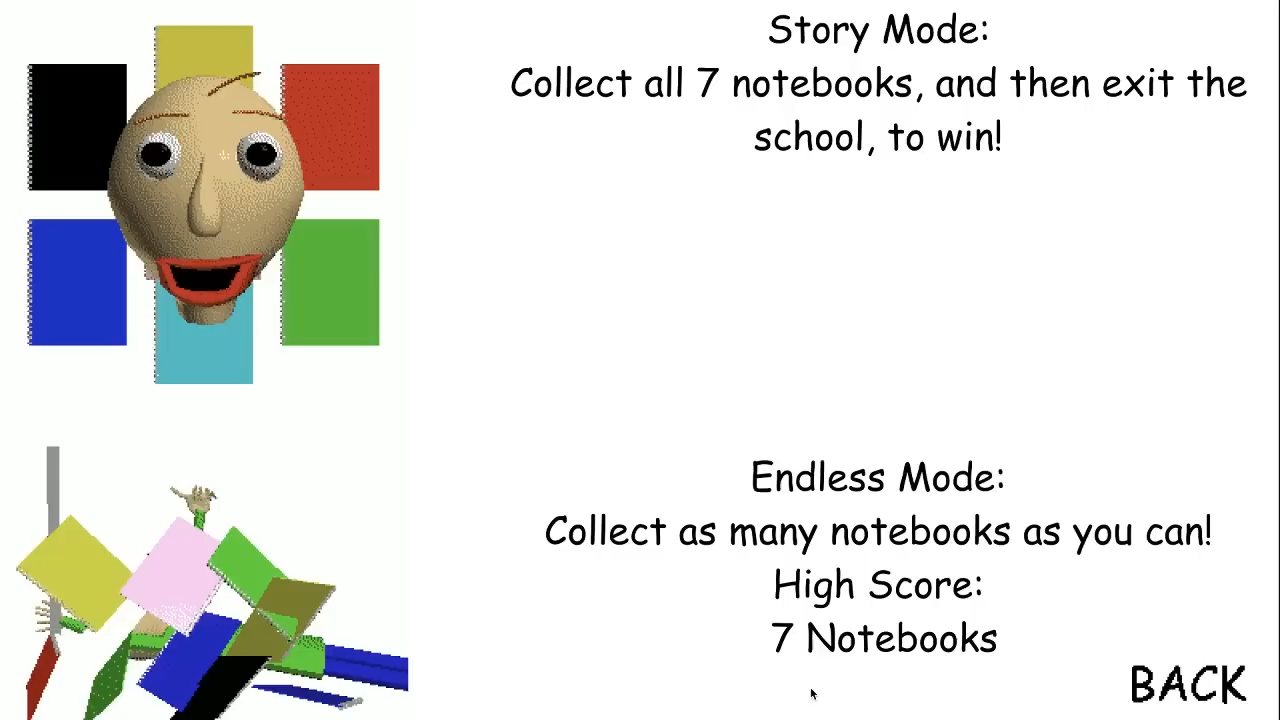 Story Mode:
Collect all 7 notebooks, and then exit the
school, to win!
Endless Mode:
Collect as many notebooks as you can!
High Score:
7 Notebooks
BACK